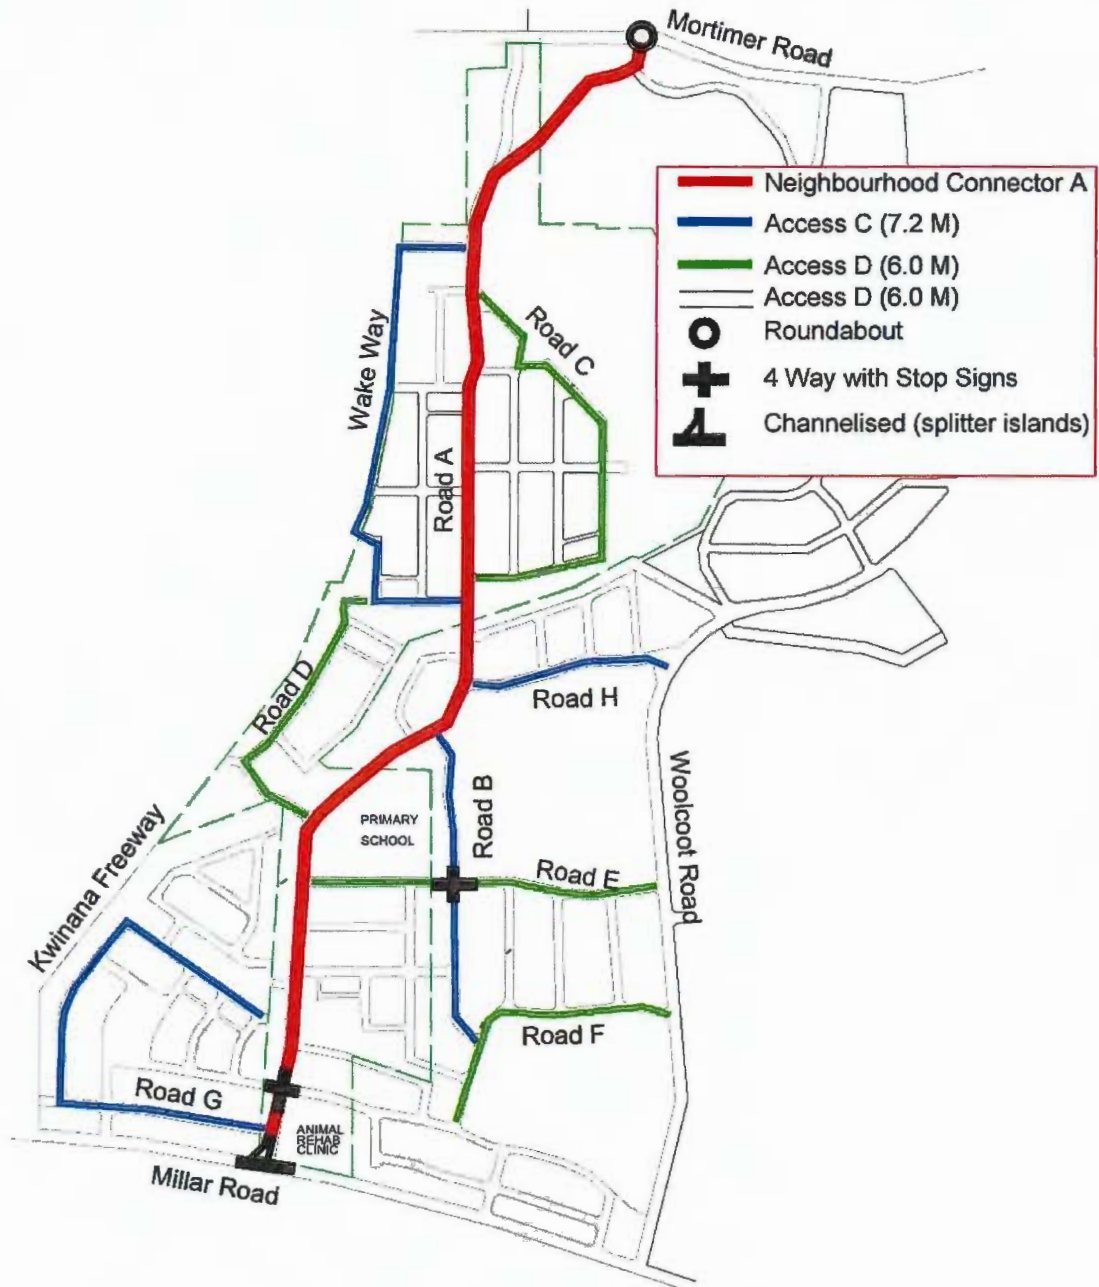 Mortimer Road
Neighbourhood Connector A
Access C (7.2 M)
Access D (6.0 M)
Access D (6.0 M)
Roundabout
4 Way with Stop Signs
Channelised (splitter islands)
Wake Way
Road C
Road A
Road D
Road H
Woolcoot Road
Road B
PRIMARY
SCHOOL
Road E
Kwinana Freeway
Road F
Road G
ANIMAL
REHAB
CLINIC
Millar Road